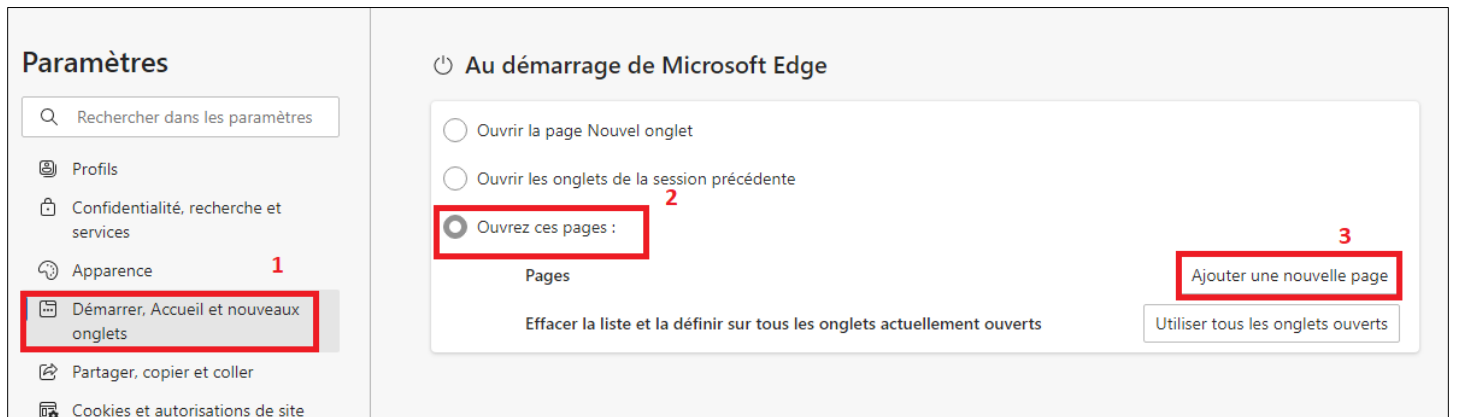 Paramètres
Rechercher dans les paramètres
Profils
Confidentialité, recherche et
services
Apparence
1
Démarrer, Accueil et nouveaux
onglets
Partager, copier et coller
Cookies et autorisations de site
Au démarrage de Microsoft Edge
Ouvrir la page Nouvel onglet
Ouvrir les onglets de la session précédente
2
Ouvrez ces pages :
3
Pages
Ajouter une nouvelle page
Effacer la liste et la définir sur tous les onglets actuellement ouverts
Utiliser tous les onglets ouverts